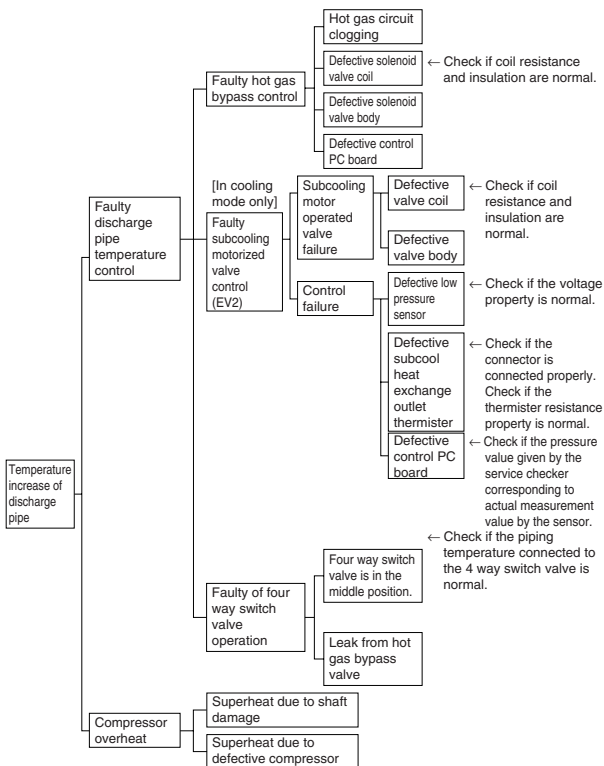 Hot gas circuit
clogging
Defective solenoid
valve coil
← Check if coil resistance
and insulation are normal.
Faulty hot gas
bypass control
Defective solenoid
valve body
Defective control
PC board
[In cooling
mode only]
Faulty
subcooling
motorized
valve
control
(EV2)
Subcooling
motor
operated
valve
failure
Defective
valve coil
← Check if coil
resistance and
insulation are
normal.
Defective
valve body
Faulty
discharge
pipe
temperature
control
Control
failure
Defective low
pressure
sensor
← Check if the voltage
property is normal.
Defective
subcool
heat
exchange
outlet
thermister
← Check if the
connector is
connected properly.
Check if the
thermister resistance
property is normal.
Defective
control PC
board
← Check if the pressure
value given by the
service checker
corresponding to
actual measurement
value by the sensor.
Temperature
increase of
discharge
pipe
Faulty of four
way switch
valve
operation
Four way switch
valve is in the
middle position.
← Check if the piping
temperature connected to
the 4 way switch valve is
normal.
Leak from hot
gas bypass
valve
Compressor
overheat
Superheat due to shaft
damage
Superheat due to
defective compressor